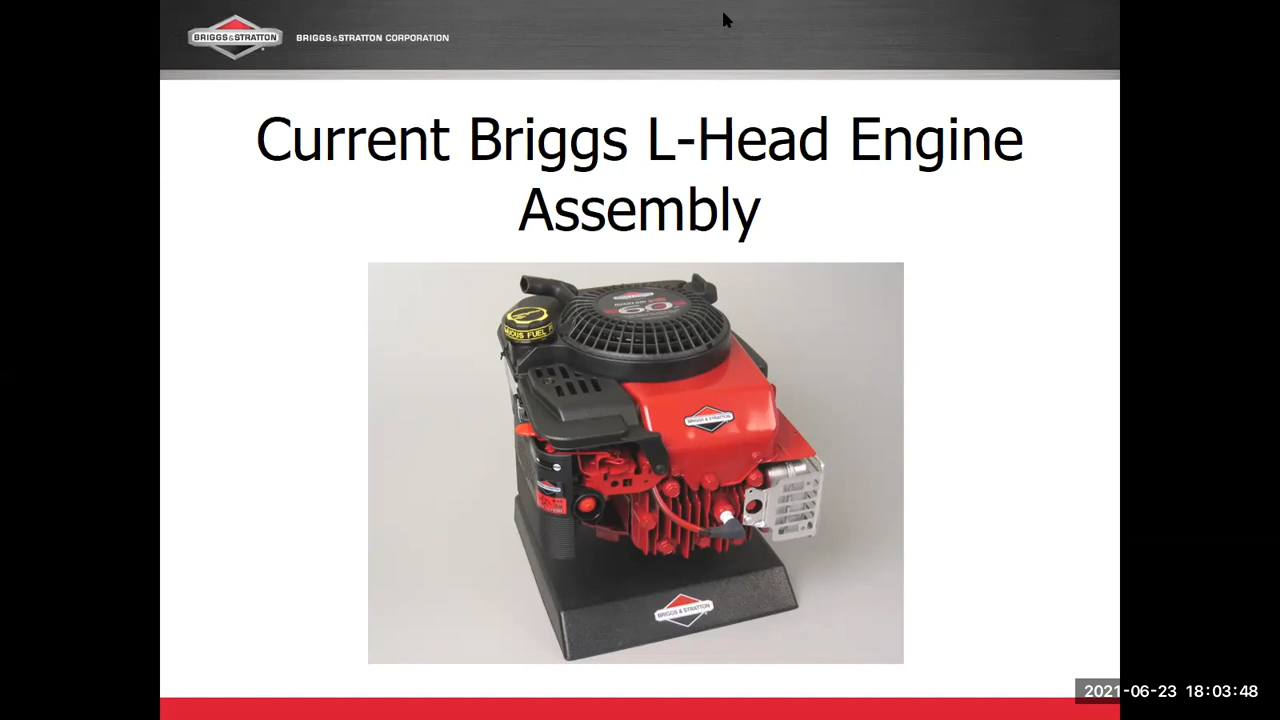 BRIGGS&STRATTON
BRIGGS&STRATTON CORPORATION
Current Briggs L-Head Engine
Assembly
60
BRIGGS & STRATTON
BRIGGS & STRATTON
2021-06-23 18:03:48